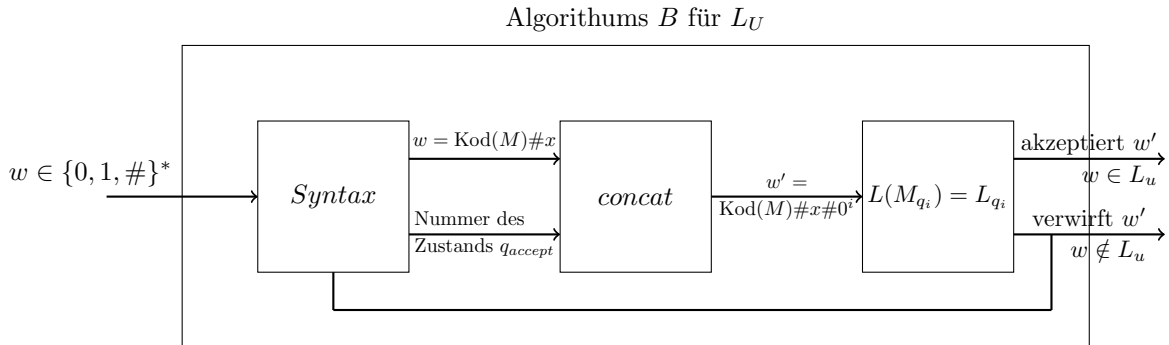 Algorithums B für L_U
w ∈ {0, 1, #}*
Syntax
w = Kod(M)#x
Nummer des
Zustands q_accept
concat
w′ =
Kod(M)#x#0^i
L(M_{q_i}) = L_{q_i}
akzeptiert w′
w ∈ L_u
verwirft w′
w ∉ L_u